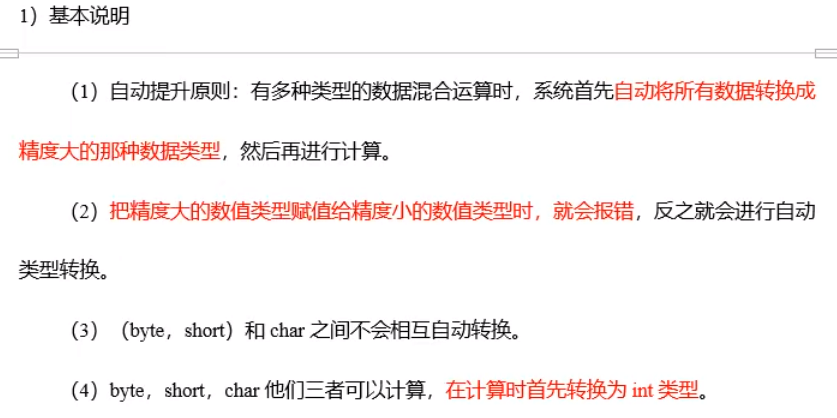 1）基本说明
（1）自动提升原则：有多种类型的数据混合运算时，系统首先自动将所有数据转换成
精度大的那种数据类型，然后再进行计算。
（2）把精度大的数值类型赋值给精度小的数值类型时，就会报错，反之就会进行自动
类型转换。
（3）（byte，short）和 char 之间不会相互自动转换。
（4）byte，short，char 他们三者可以计算，在计算时首先转换为 int 类型。